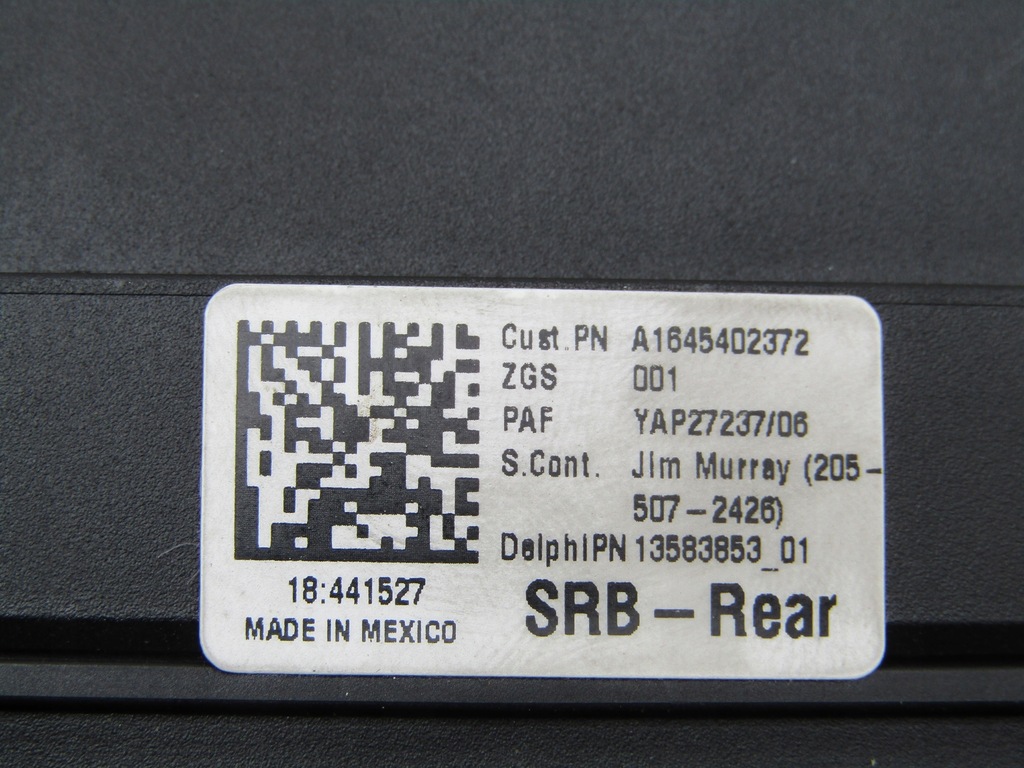 Cust.PN A1645402372
ZGS 001
PAF YAP27237/06
S.Cont. Jim Murray (205-
507-2426)
DelphiPN 13583853_01
18:441527
MADE IN MEXICO
SRB-Rear